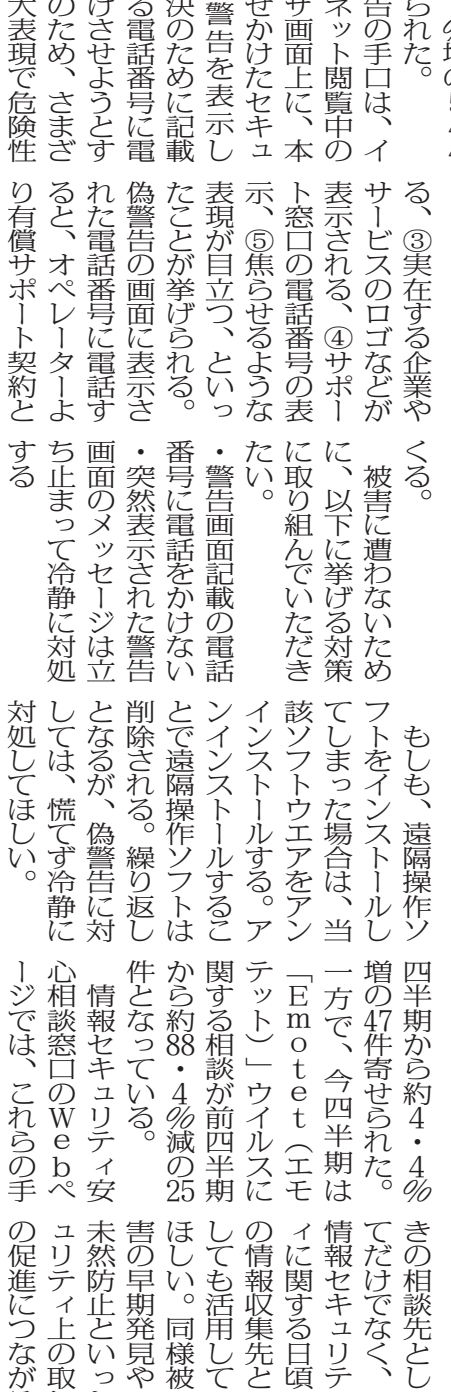 られた。
告の手口は、イ
ネット閲覧中の
サ画面上に、本
せかけたセキュ
警告を表示し
決のために記載
る電話番号に電
けさせようとす
のため、さまざ
大表現で危険性
る、③実在する企業や
サービスのロゴなどが
表示される、④サポー
ト窓口の電話番号の表
示、⑤焦らせるような
表現が目立つ、といっ
たことが挙げられる。
偽警告の画面に表示さ
れた電話番号に電話す
ると、オペレーターよ
り有償サポート契約と
くる。
被害に遭わないため
に、以下に挙げる対策
に取り組んでいただき
たい。
・警告画面記載の電話
番号に電話をかけない
・突然表示された警告
画面のメッセージは立
ち止まって冷静に対処
する
もしも、遠隔操作ソ
フトをインストールし
てしまった場合は、当
該ソフトウエアをアン
インストールする。ア
ンインストールするこ
とで遠隔操作ソフトは
削除される。繰り返し
となるが、偽警告に対
しては、慌てず冷静に
対処してほしい。
四半期から約4・4%
増の47件寄せられた。
一方で、今四半期は
「Emotet（エモ
テット）」ウイルスに
関する相談が前四半期
から約88・4%減の25
件となっている。
情報セキュリティ安
心相談窓口のWebペ
ージでは、これらの手
きの相談先とし
てだけでなく、
情報セキュリテ
ィに関する日頃
の情報収集先と
しても活用して
ほしい。同様被
害の早期発見や
未然防止といっ
ュリティ上の取
の促進につなが